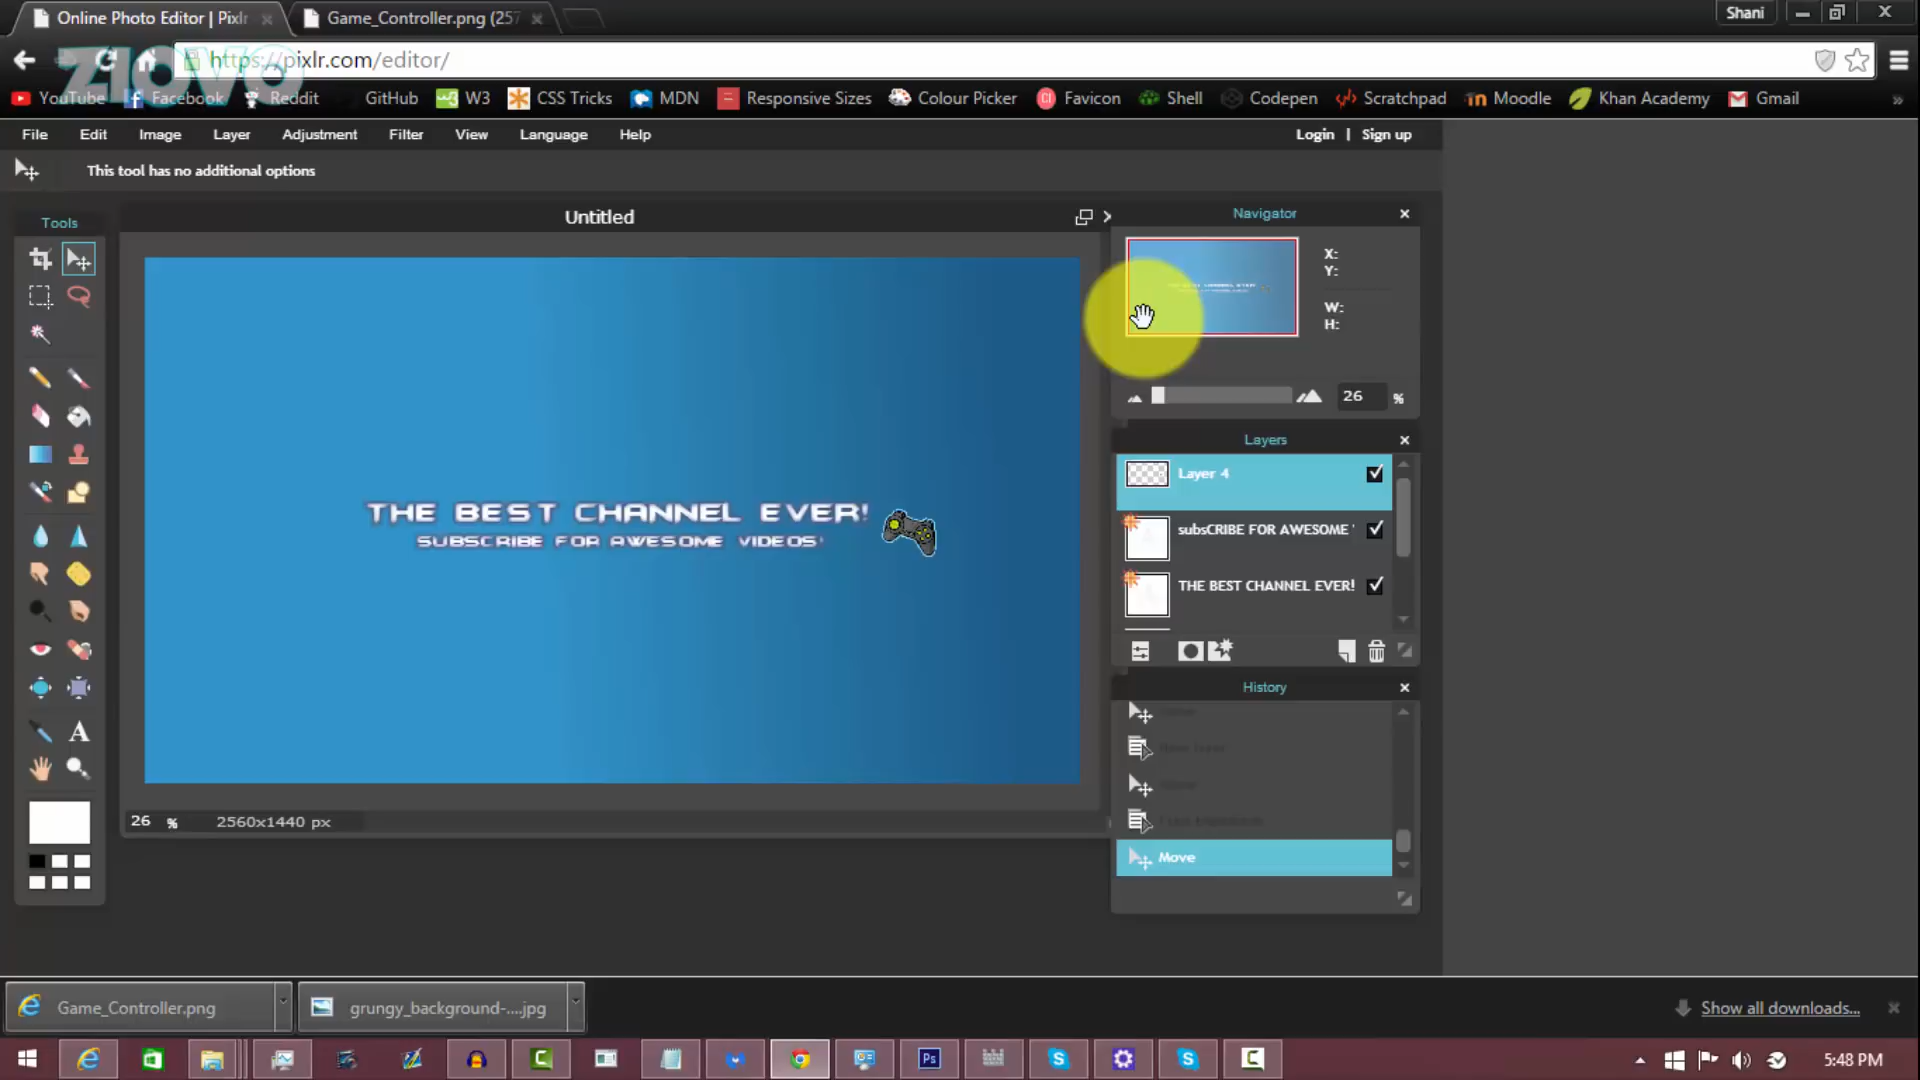 Online Photo Editor | Pixlr
Game_Controller.png (257
Shani
ZIOVO
https://pixlr.com/editor/
YouTube
Facebook
Reddit
GitHub
W3
CSS Tricks
MDN
Responsive Sizes
Colour Picker
Favicon
Shell
Codepen
Scratchpad
Moodle
Khan Academy
Gmail
»
File
Edit
Image
Layer
Adjustment
Filter
View
Language
Help
Login | Sign up
This tool has no additional options
Tools
Untitled
THE BEST CHANNEL EVER!
SUBSCRIBE FOR AWESOME VIDEOS!
26 %
2560x1440 px
Navigator
X:
Y:
W:
H:
26 %
Layers
Layer 4
subsCRIBE FOR AWESOME
THE BEST CHANNEL EVER!
History
Move
Game_Controller.png
grungy_background-....jpg
Show all downloads...
5:48 PM